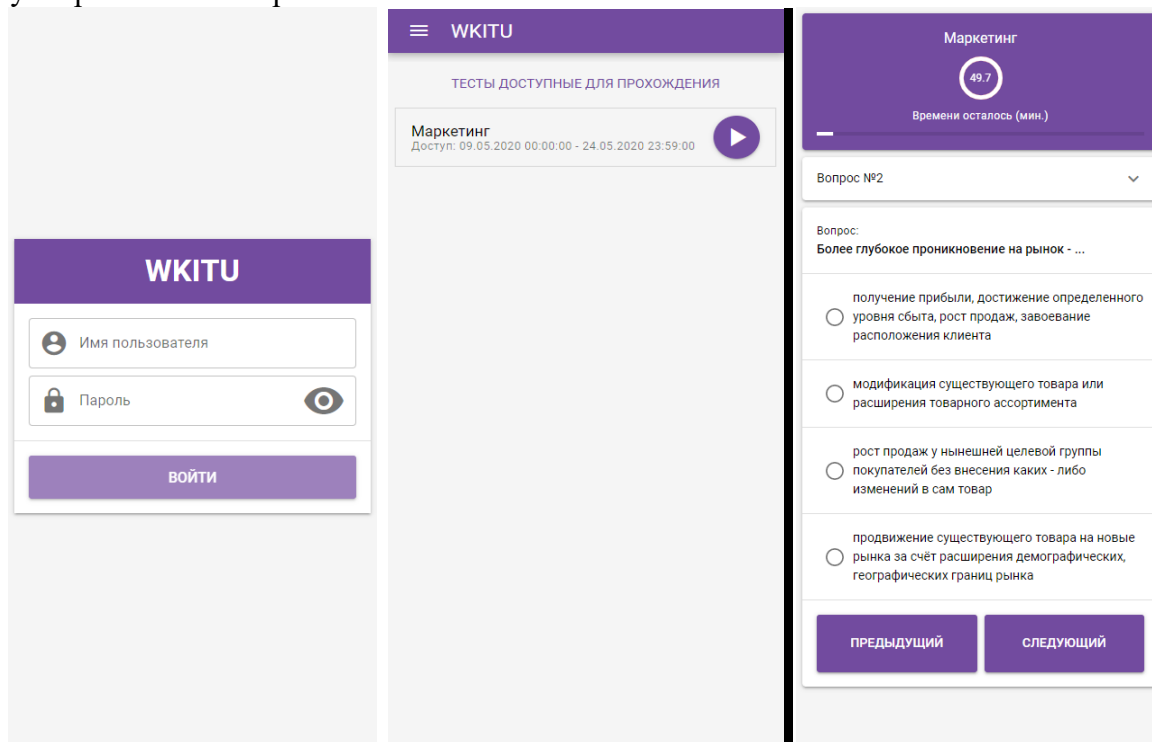 WKITU
Имя пользователя
Пароль
ВОЙТИ
WKITU
ТЕСТЫ ДОСТУПНЫЕ ДЛЯ ПРОХОЖДЕНИЯ
Маркетинг
Доступ: 09.05.2020 00:00:00 - 24.05.2020 23:59:00
Маркетинг
49.7
Времени осталось (мин.)
Вопрос №2
Вопрос:
Более глубокое проникновение на рынок - ...
получение прибыли, достижение определенного
уровня сбыта, рост продаж, завоевание
расположения клиента
модификация существующего товара или
расширения товарного ассортимента
рост продаж у нынешней целевой группы
покупателей без внесения каких - либо
изменений в сам товар
продвижение существующего товара на новые
рынка за счёт расширения демографических,
географических границ рынка
ПРЕДЫДУЩИЙ
СЛЕДУЮЩИЙ